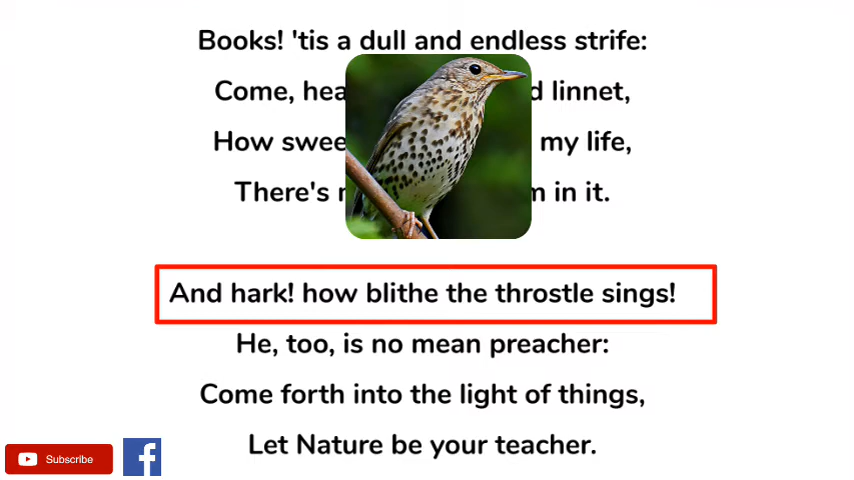 Books! 'tis a dull and endless strife:
Come, linnet,
How my life,
There's in it.
And hark! how blithe the throstle sings!
He, too, is no mean preacher:
Come forth into the light of things,
Let Nature be your teacher.
Subscribe